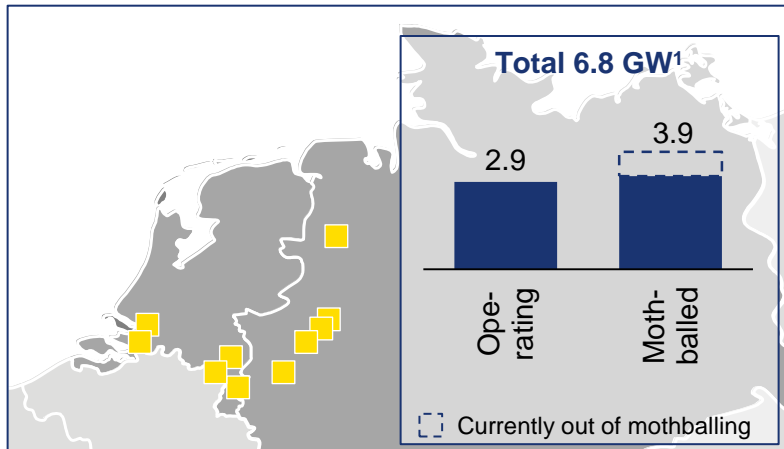 Total 6.8 GW¹
3.9
2.9
Ope-
rating
Moth-
balled
Currently out of mothballing